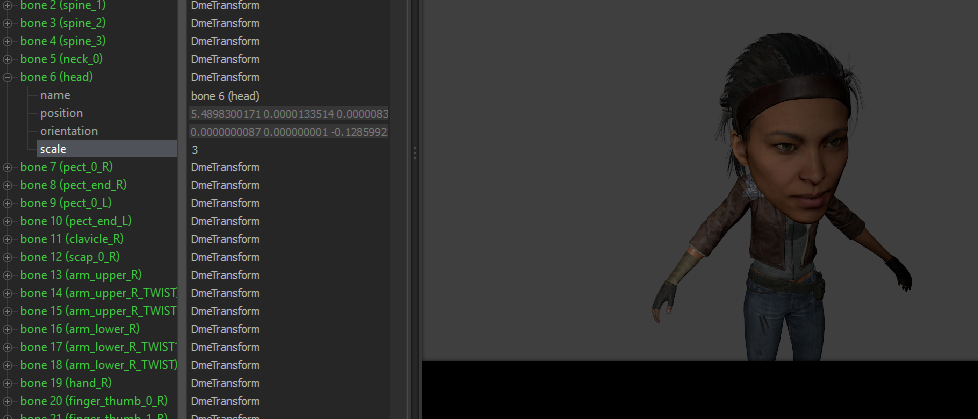 bone 2 (spine_1) DmeTransform
bone 3 (spine_2) DmeTransform
bone 4 (spine_3) DmeTransform
bone 5 (neck_0) DmeTransform
bone 6 (head) DmeTransform
name bone 6 (head)
position 5.4898300171 0.0000133514 0.0000083
orientation 0.0000000087 0.000000001 -0.1285992
scale 3
bone 7 (pect_0_R) DmeTransform
bone 8 (pect_end_R) DmeTransform
bone 9 (pect_0_L) DmeTransform
bone 10 (pect_end_L) DmeTransform
bone 11 (clavicle_R) DmeTransform
bone 12 (scap_0_R) DmeTransform
bone 13 (arm_upper_R) DmeTransform
bone 14 (arm_upper_R_TWIST) DmeTransform
bone 15 (arm_upper_R_TWIST DmeTransform
bone 16 (arm_lower_R) DmeTransform
bone 17 (arm_lower_R_TWIST DmeTransform
bone 18 (arm_lower_R_TWIST) DmeTransform
bone 19 (hand_R) DmeTransform
bone 20 (finger_thumb_0_R) DmeTransform
bone 21 (finger_thumb_1_R) DmeTransform